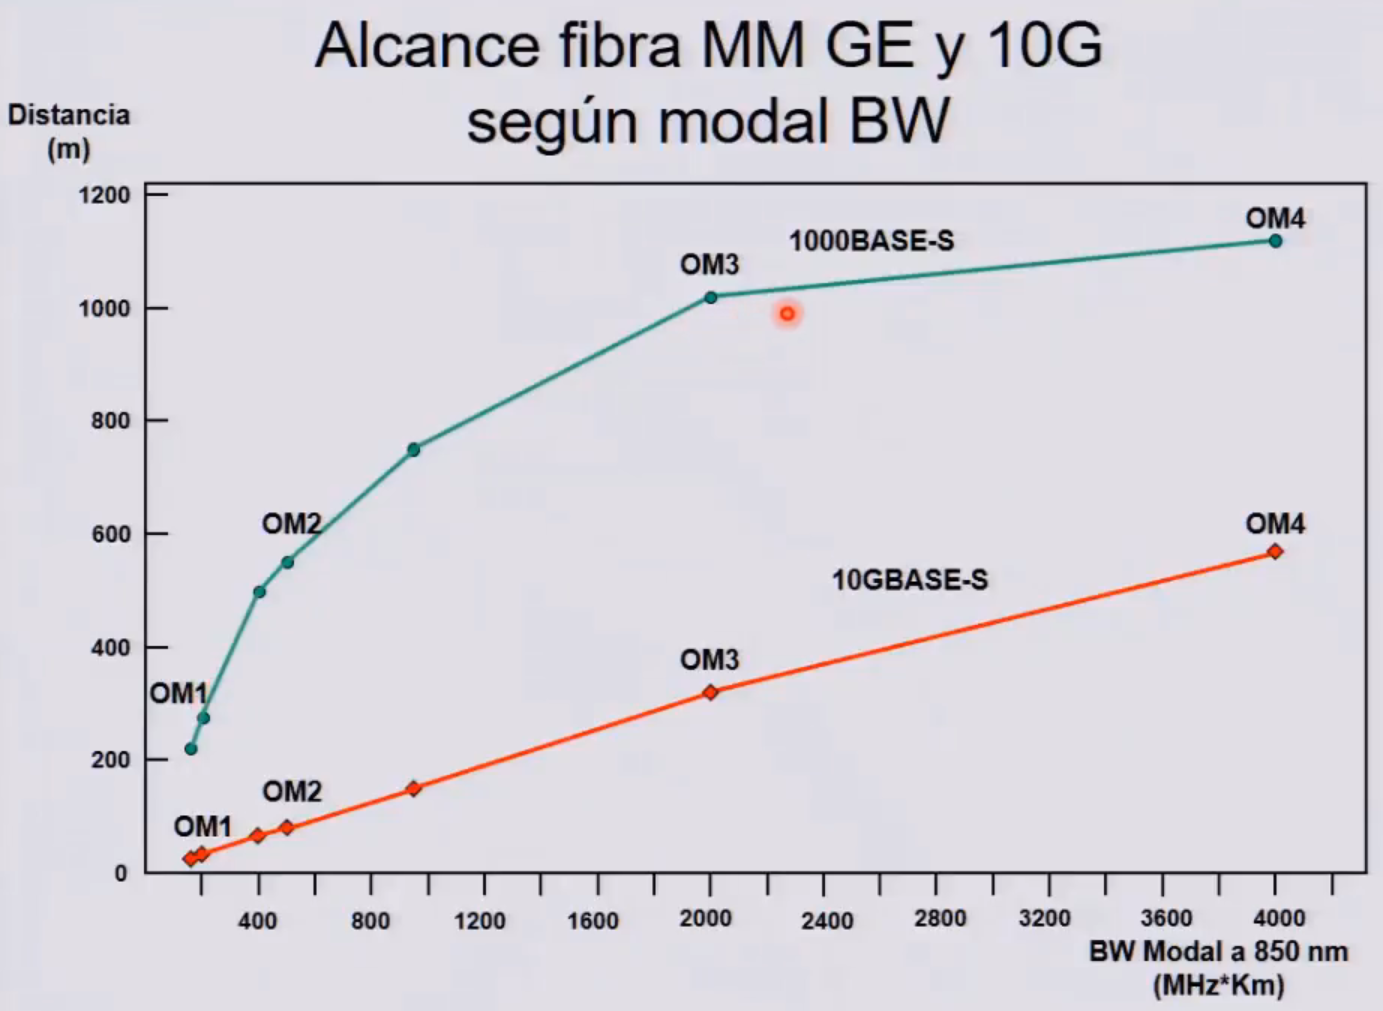 Alcance fibra MM GE y 10G
según modal BW
Distancia
(m)
1200
1000
800
600
400
200
0
OM4
1000BASE-S
OM3
OM2
OM1
OM4
10GBASE-S
OM3
OM2
OM1
400 800 1200 1600 2000 2400 2800 3200 3600 4000
BW Modal a 850 nm
(MHz*Km)